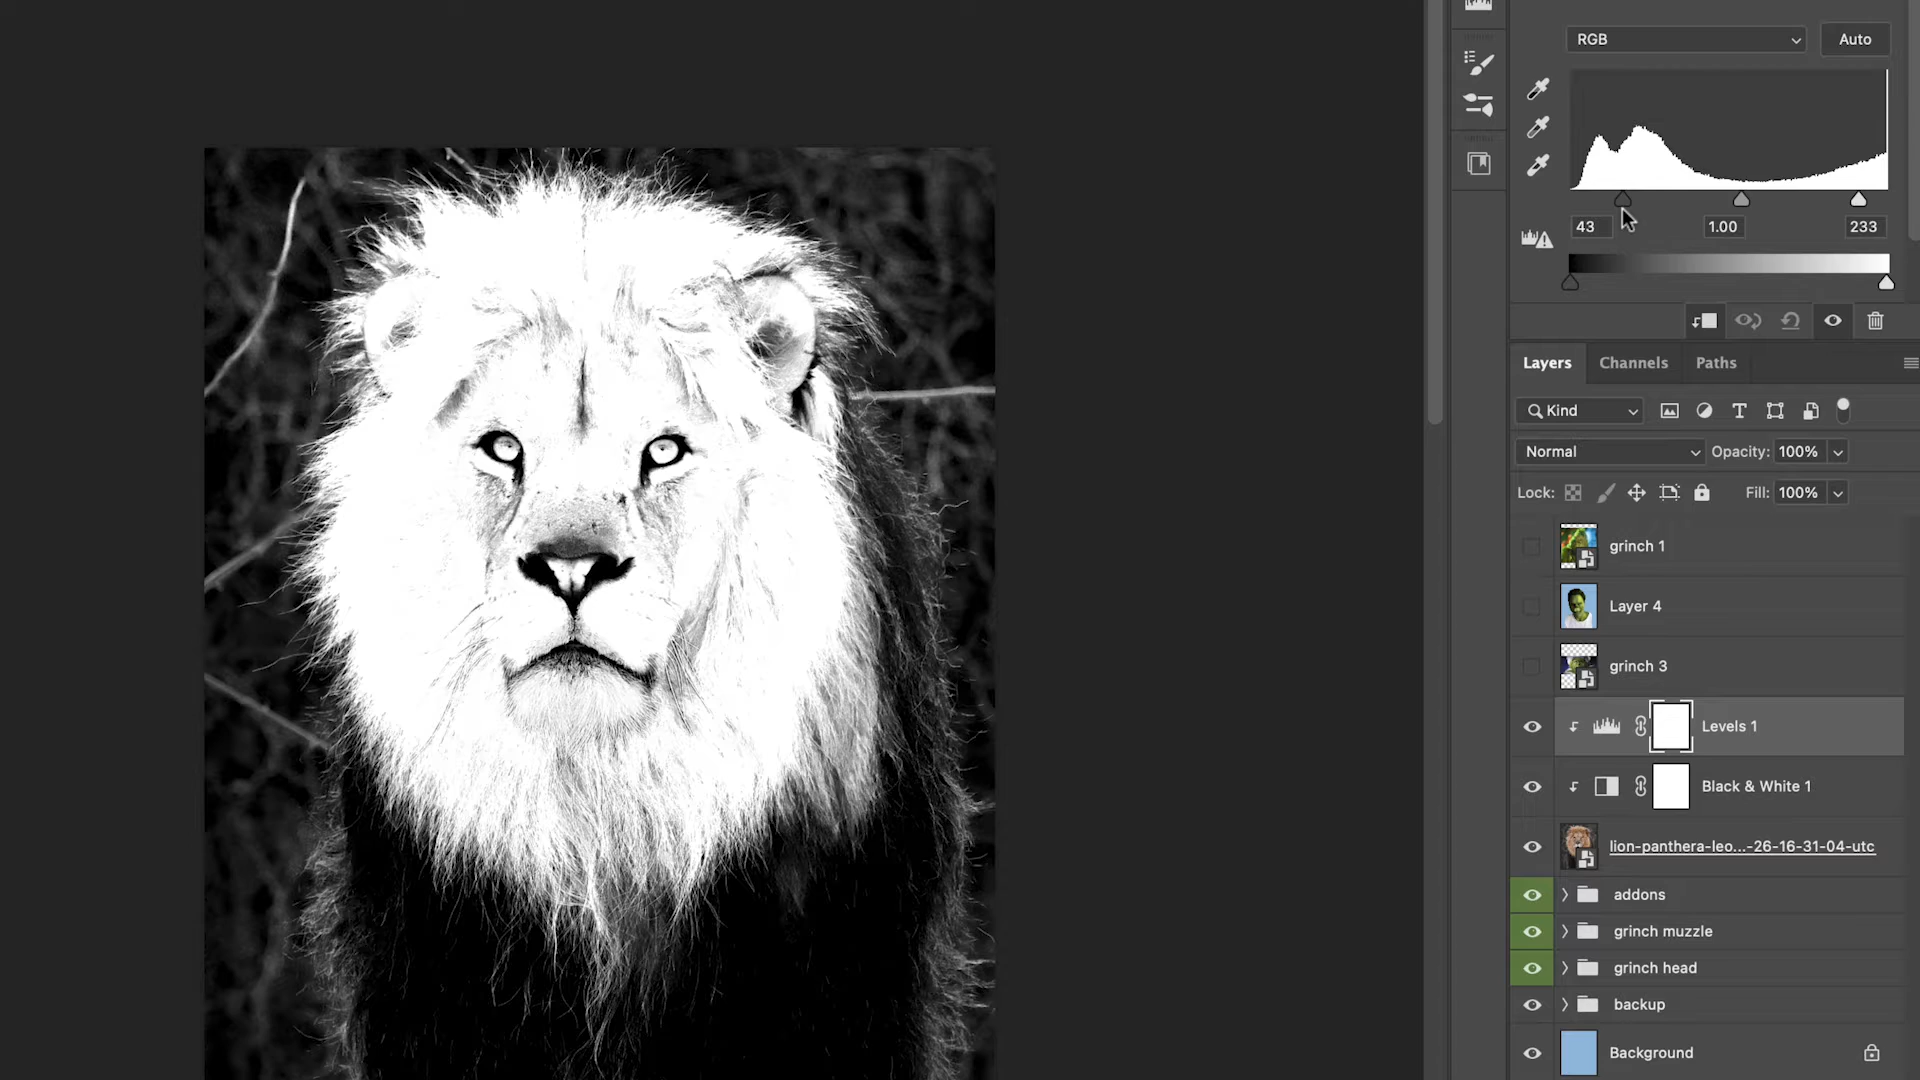 RGB
Auto
43
1.00
233
Layers
Channels
Paths
Kind
Normal
Opacity: 100%
Lock:
Fill: 100%
grinch 1
Layer 4
grinch 3
Levels 1
Black & White 1
lion-panthera-leo...-26-16-31-04-utc
addons
grinch muzzle
grinch head
backup
Background